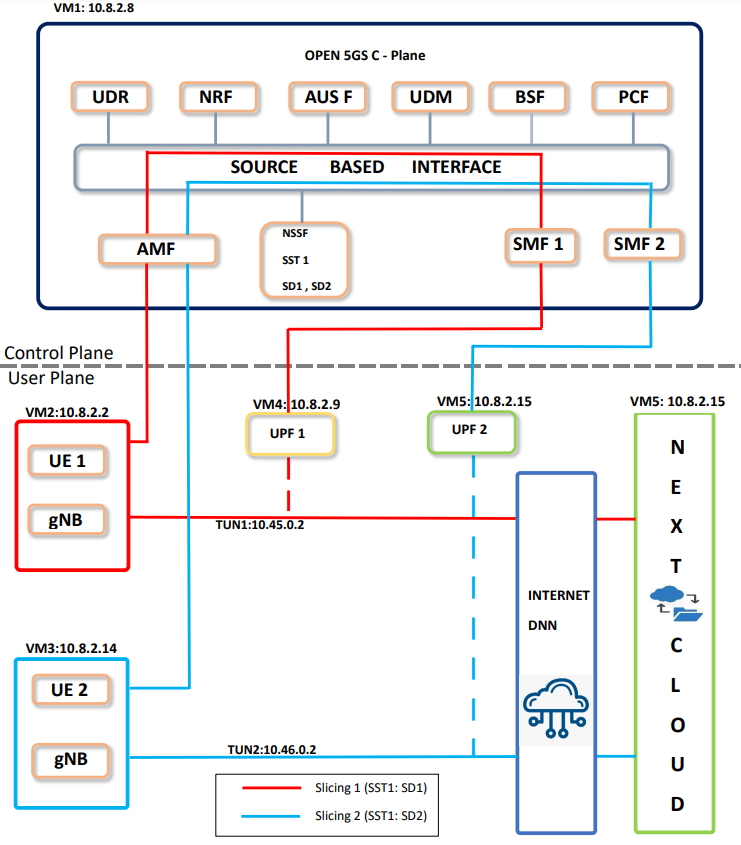 VM1: 10.8.2.8
OPEN 5GS C - Plane
UDR
NRF
AUS F
UDM
BSF
PCF
SOURCE BASED INTERFACE
AMF
NSSF
SST 1
SD1 , SD2
SMF 1
SMF 2
Control Plane
User Plane
VM2:10.8.2.2
UE 1
gNB
VM4: 10.8.2.9
UPF 1
VM5: 10.8.2.15
UPF 2
VM5: 10.8.2.15
N
E
X
T
C
L
O
U
D
TUN1:10.45.0.2
INTERNET
DNN
VM3:10.8.2.14
UE 2
gNB
TUN2:10.46.0.2
Slicing 1 (SST1: SD1)
Slicing 2 (SST1: SD2)